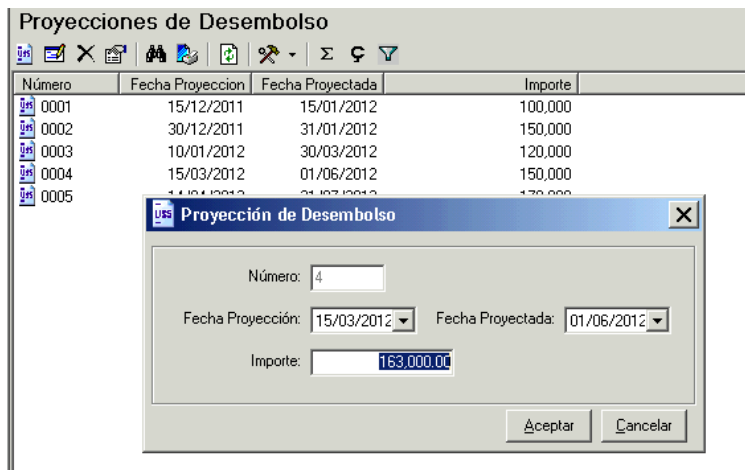 Proyecciones de Desembolso
Σ Ç
Número Fecha Proyeccion Fecha Proyectada Importe
0001 15/12/2011 15/01/2012 100,000
0002 30/12/2011 31/01/2012 150,000
0003 10/01/2012 30/03/2012 120,000
0004 15/03/2012 01/06/2012 150,000
0005
Proyección de Desembolso
Número: 4
Fecha Proyección: 15/03/2012 Fecha Proyectada: 01/06/2012
Importe: 163,000.00
Aceptar Cancelar